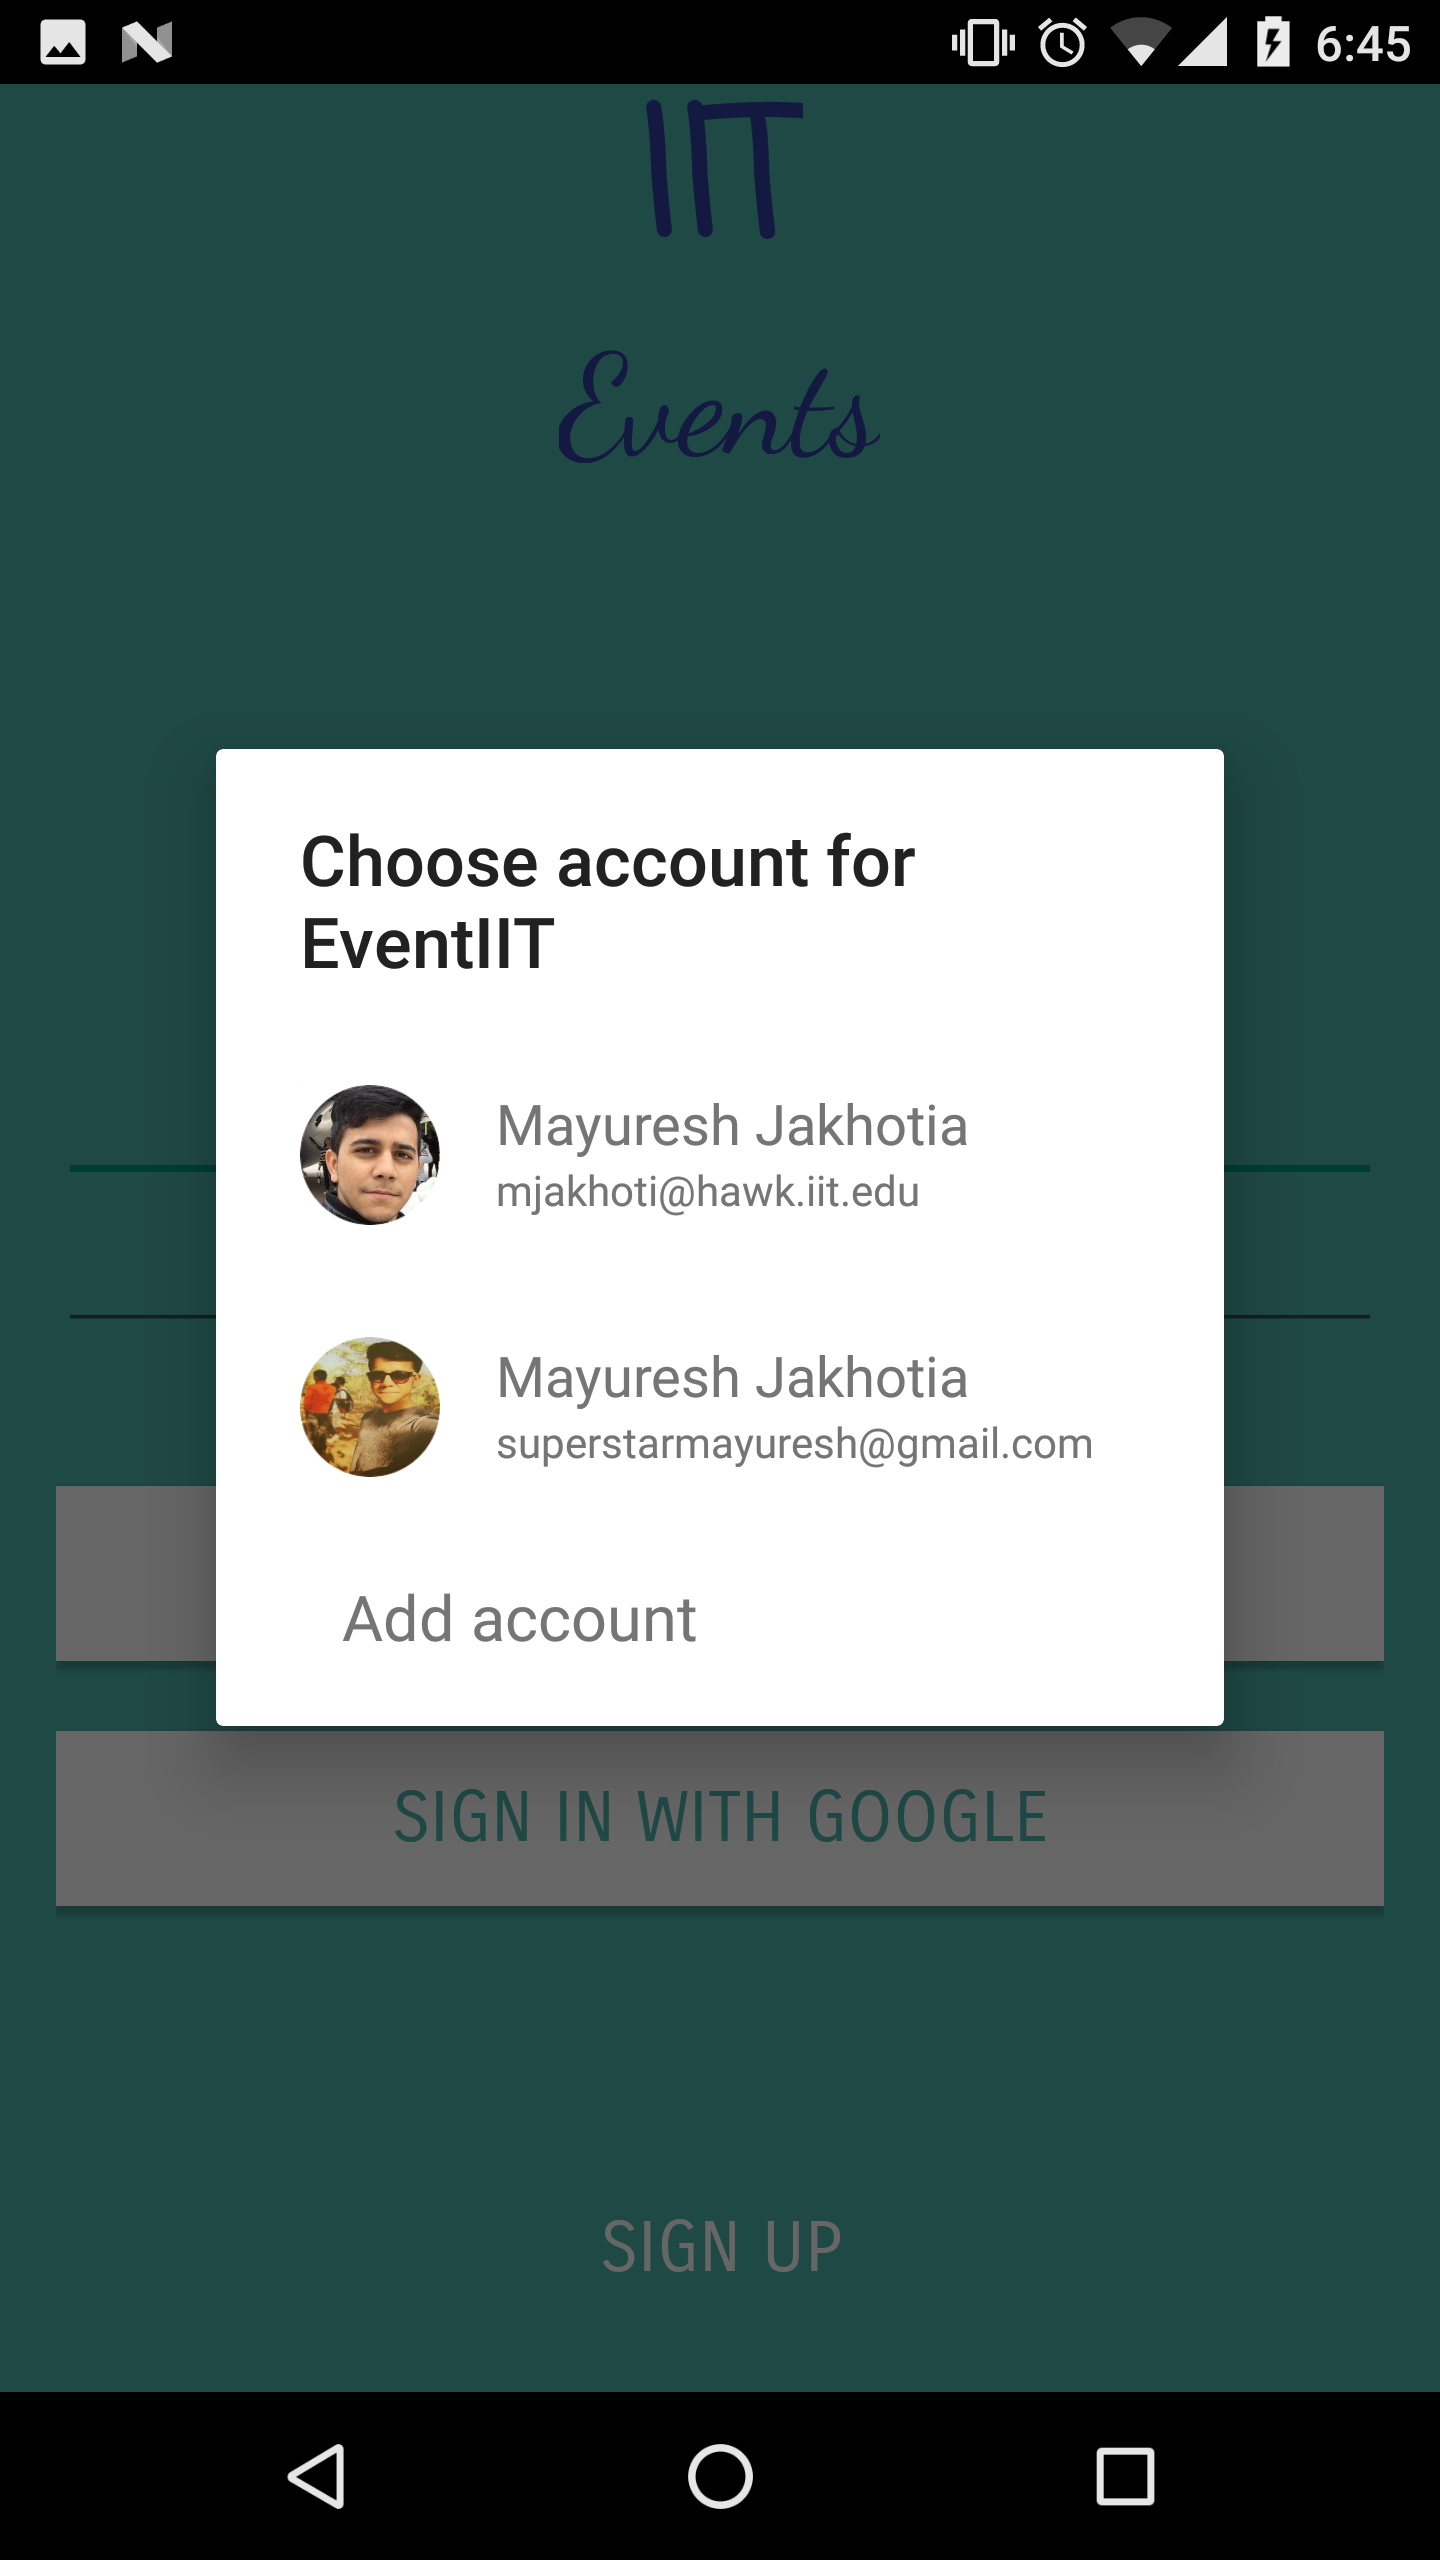 6:45
IIT
Events
Choose account for
EventIIT
Mayuresh Jakhotia
mjakhoti@hawk.iit.edu
Mayuresh Jakhotia
superstarmayuresh@gmail.com
Add account
SIGN IN WITH GOOGLE
SIGN UP